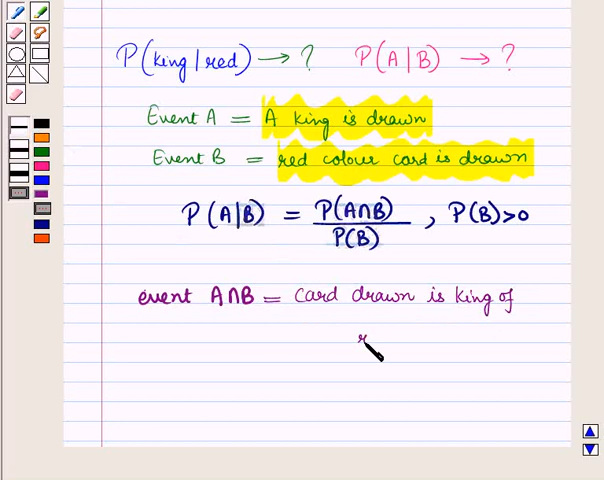 P(king|red) → ? P(A|B) → ?
Event A = A king is drawn
Event B = red colour card is drawn
P(A|B) = P(A∩B)/P(B), P(B)>0
event A∩B = card drawn is king of
r